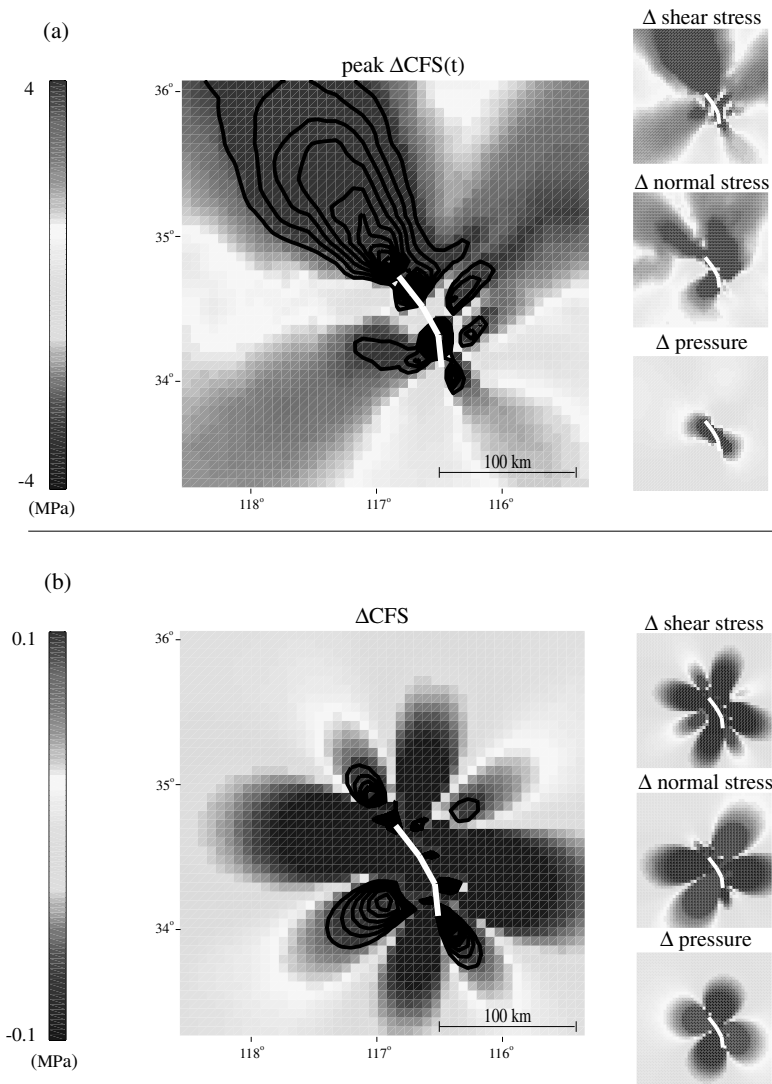 (a)
peak ΔCFS(t)
4
-4
(MPa)
36°
35°
34°
118°
117°
116°
100 km
Δ shear stress
Δ normal stress
Δ pressure
(b)
ΔCFS
0.1
-0.1
(MPa)
36°
35°
34°
118°
117°
116°
100 km
Δ shear stress
Δ normal stress
Δ pressure